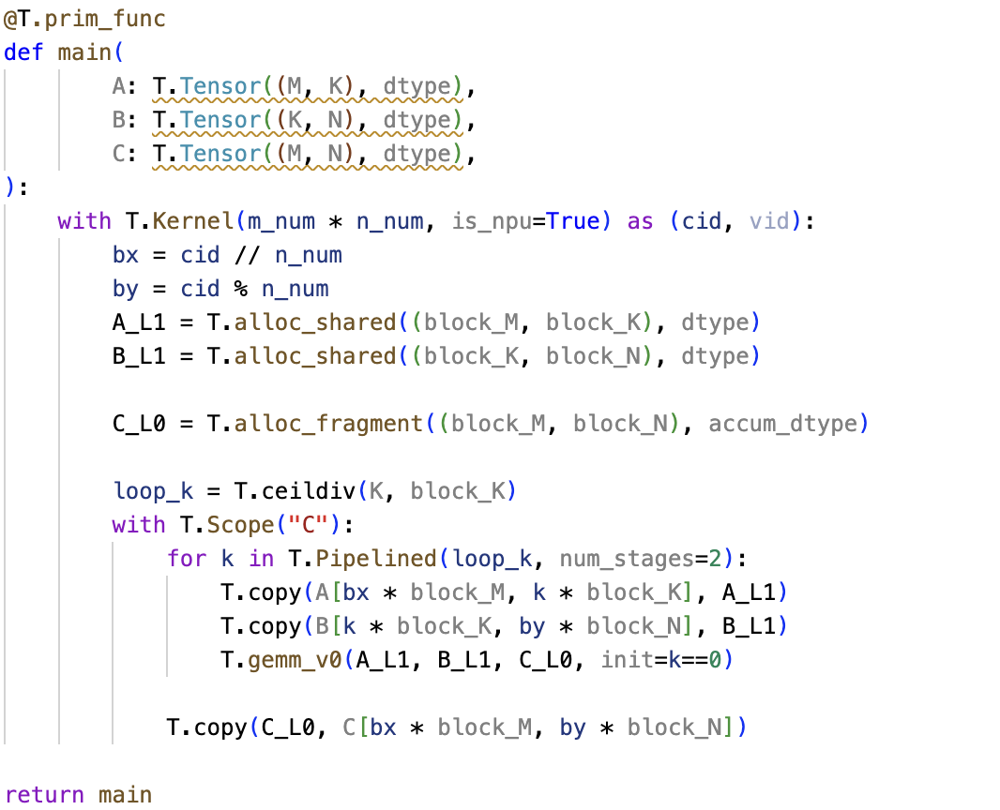 @T.prim_func
def main(
        A: T.Tensor((M, K), dtype),
        B: T.Tensor((K, N), dtype),
        C: T.Tensor((M, N), dtype),
):
    with T.Kernel(m_num * n_num, is_npu=True) as (cid, vid):
        bx = cid // n_num
        by = cid % n_num
        A_L1 = T.alloc_shared((block_M, block_K), dtype)
        B_L1 = T.alloc_shared((block_K, block_N), dtype)

        C_L0 = T.alloc_fragment((block_M, block_N), accum_dtype)

        loop_k = T.ceildiv(K, block_K)
        with T.Scope("C"):
            for k in T.Pipelined(loop_k, num_stages=2):
                T.copy(A[bx * block_M, k * block_K], A_L1)
                T.copy(B[k * block_K, by * block_N], B_L1)
                T.gemm_v0(A_L1, B_L1, C_L0, init=k==0)

            T.copy(C_L0, C[bx * block_M, by * block_N])

return main